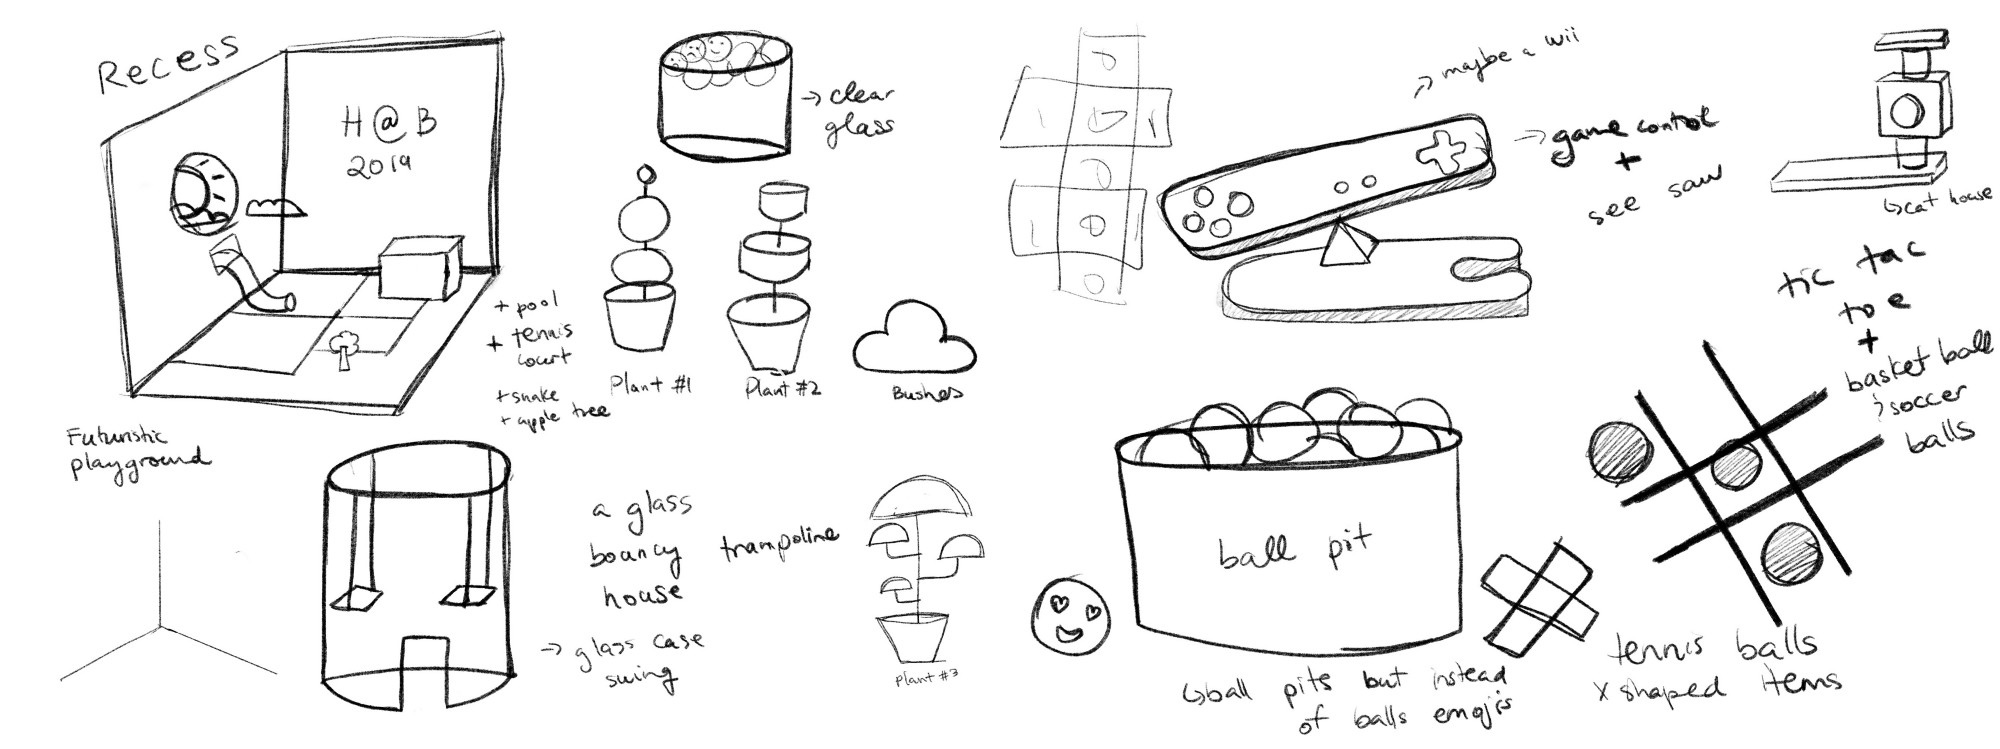 Recess
H@B
2019
+ pool
+ tennis
court
+ snake
+ apple tree
Futuristic
playground
→ clear
glass
Plant #1
Plant #2
Bushes
a glass
bouncy trampoline
house
→ glass case
swing
Plant #3
→ maybe a wii
→ game control
+
see saw
↳ cat house
tic tac
toe
+
basket ball
soccer
balls
ball pit
↳ ball pits but instead
of balls emojis
tennis balls
X shaped items